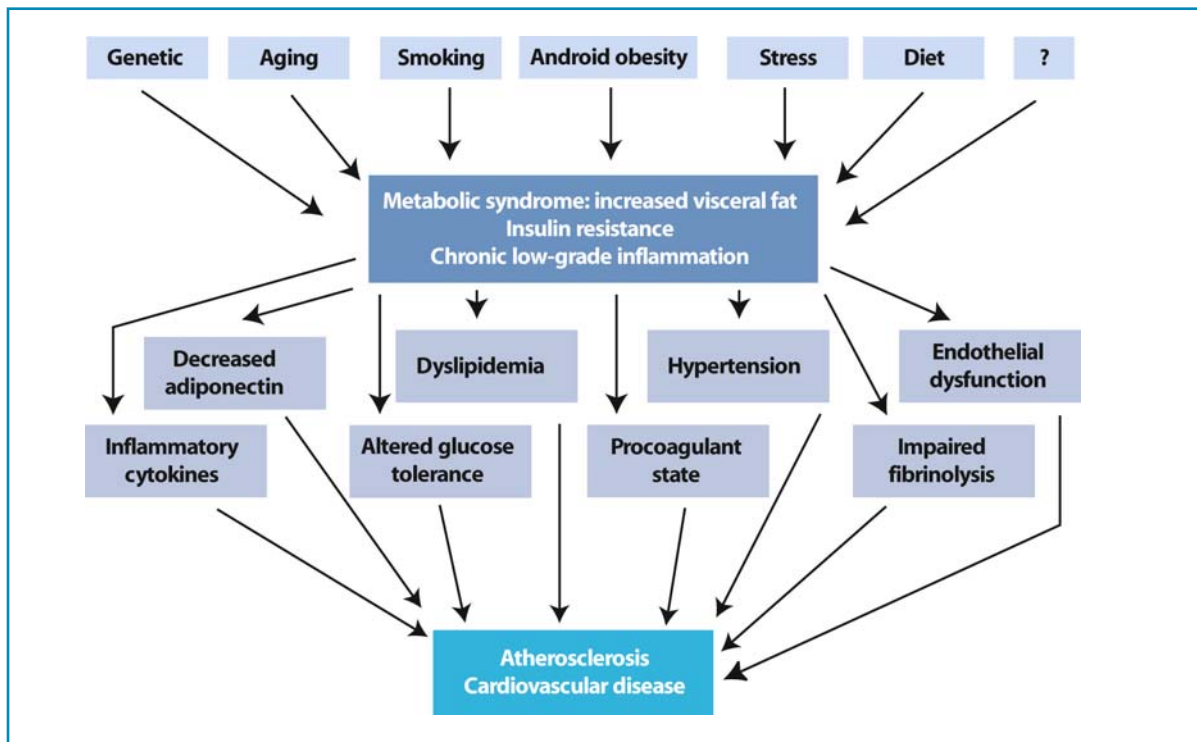 Genetic
Aging
Smoking
Android obesity
Stress
Diet
?
Metabolic syndrome: increased visceral fat
Insulin resistance
Chronic low-grade inflammation
Decreased
adiponectin
Dyslipidemia
Hypertension
Endothelial
dysfunction
Inflammatory
cytokines
Altered glucose
tolerance
Procoagulant
state
Impaired
fibrinolysis
Atherosclerosis
Cardiovascular disease